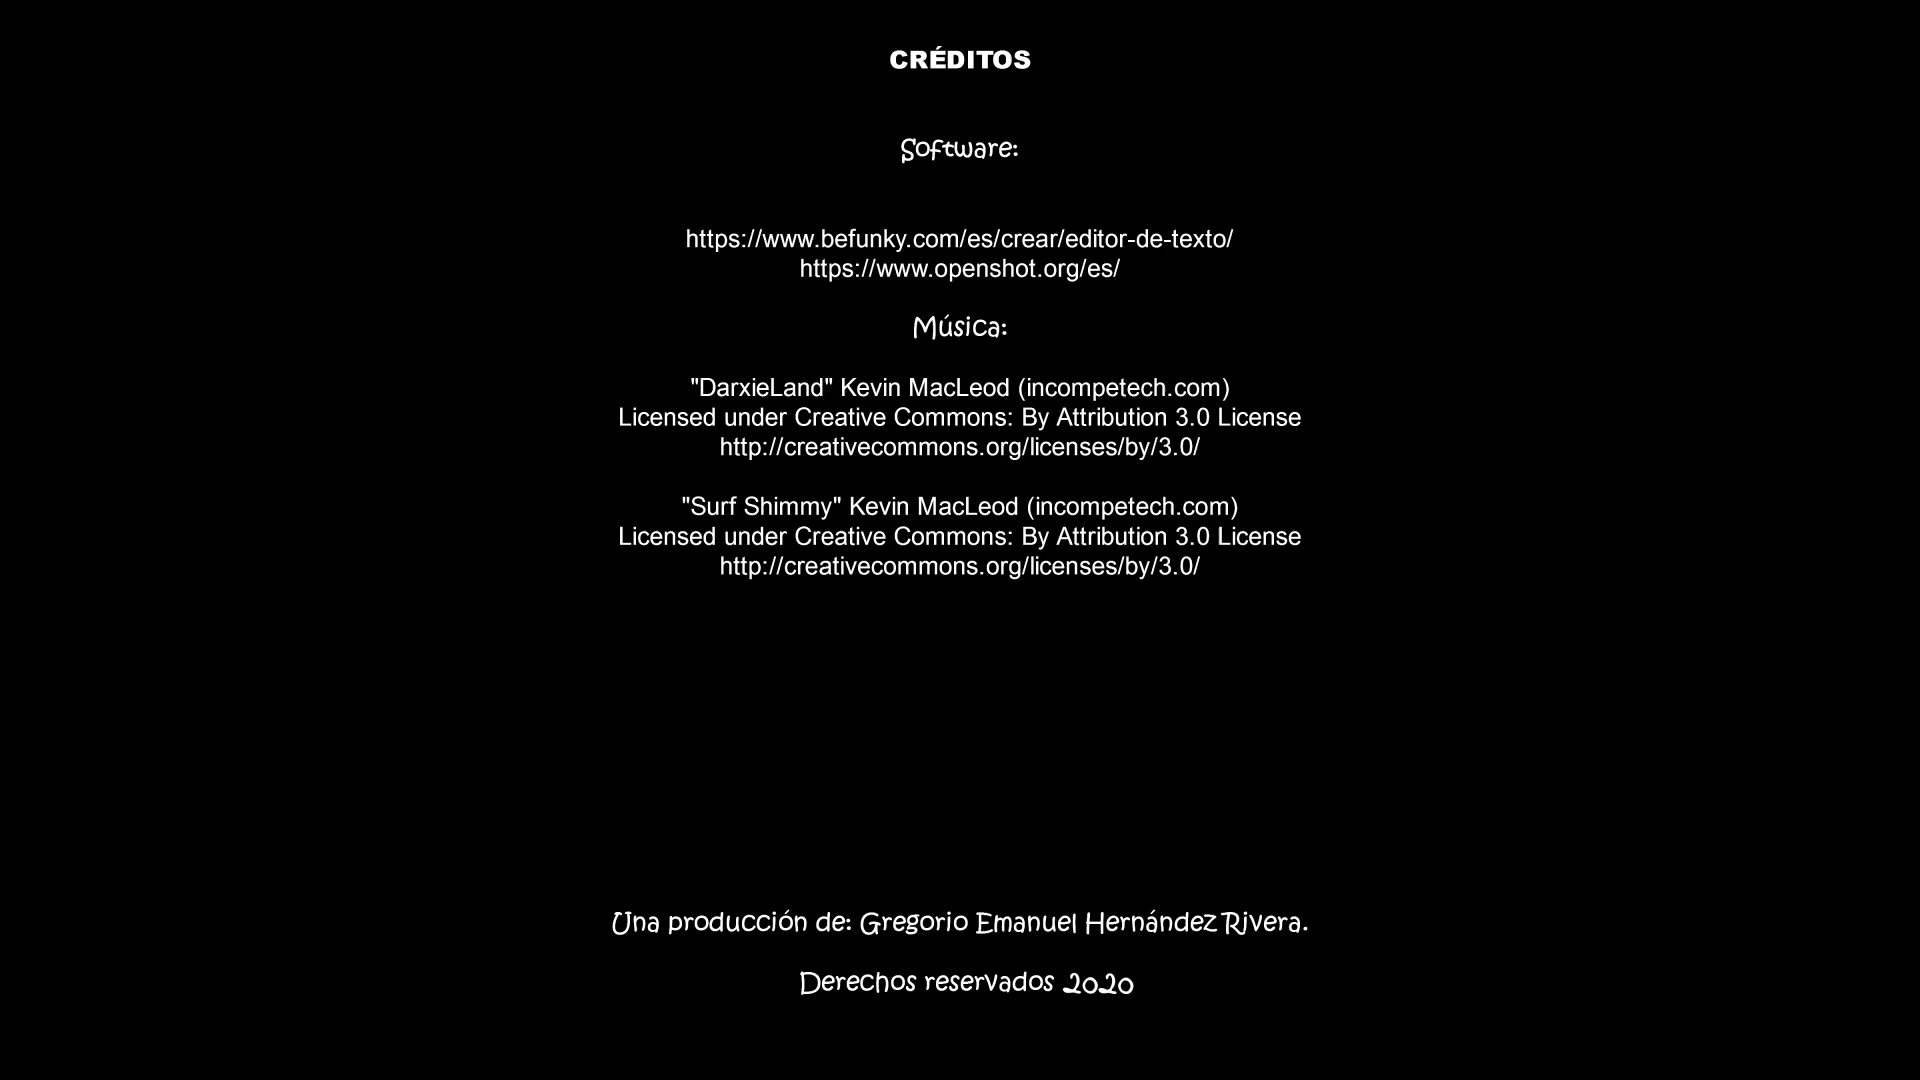 CRÉDITOS
Software:
https://www.befunky.com/es/crear/editor-de-texto/
https://www.openshot.org/es/
Música:
"DarxieLand" Kevin MacLeod (incompetech.com)
Licensed under Creative Commons: By Attribution 3.0 License
http://creativecommons.org/licenses/by/3.0/
"Surf Shimmy" Kevin MacLeod (incompetech.com)
Licensed under Creative Commons: By Attribution 3.0 License
http://creativecommons.org/licenses/by/3.0/
Una producción de: Gregorio Emanuel Hernández Rivera.
Derechos reservados 2020